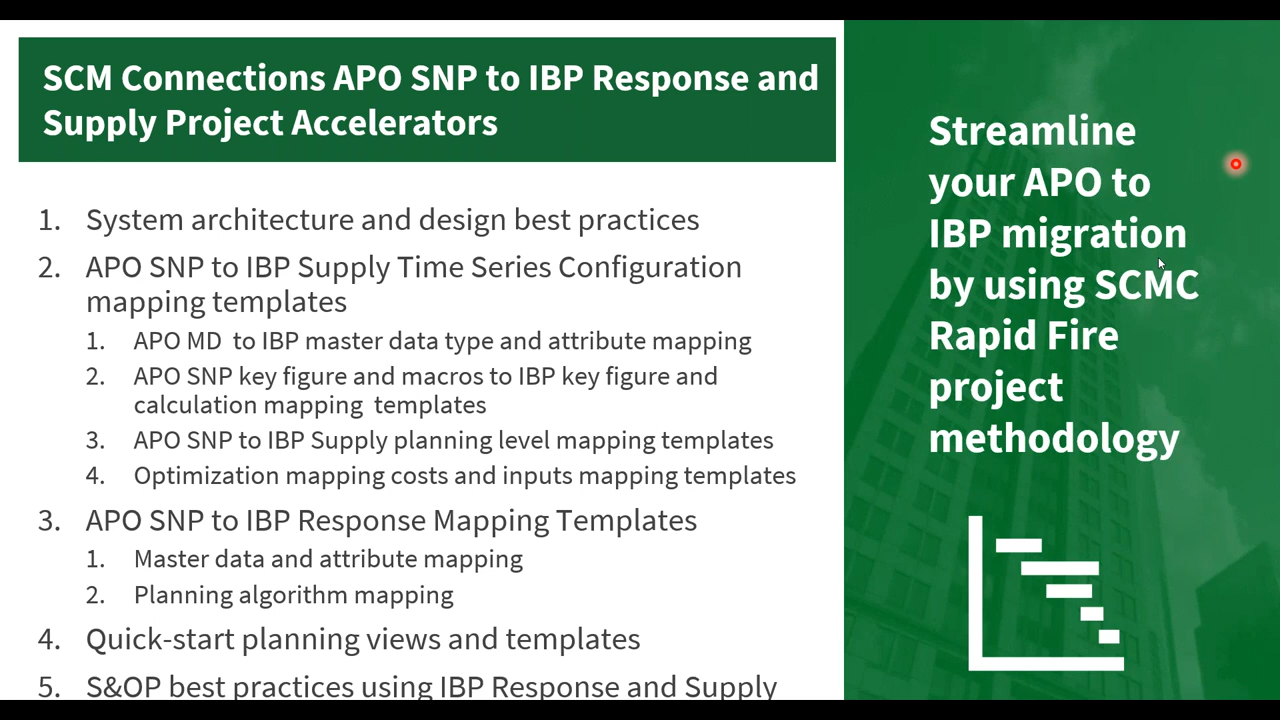 SCM Connections APO SNP to IBP Response and
Supply Project Accelerators
1. System architecture and design best practices
2. APO SNP to IBP Supply Time Series Configuration
mapping templates
1. APO MD to IBP master data type and attribute mapping
2. APO SNP key figure and macros to IBP key figure and
calculation mapping templates
3. APO SNP to IBP Supply planning level mapping templates
4. Optimization mapping costs and inputs mapping templates
3. APO SNP to IBP Response Mapping Templates
1. Master data and attribute mapping
2. Planning algorithm mapping
4. Quick-start planning views and templates
5. S&OP best practices using IBP Response and Supply
Streamline
your APO to
IBP migration
by using SCMC
Rapid Fire
project
methodology